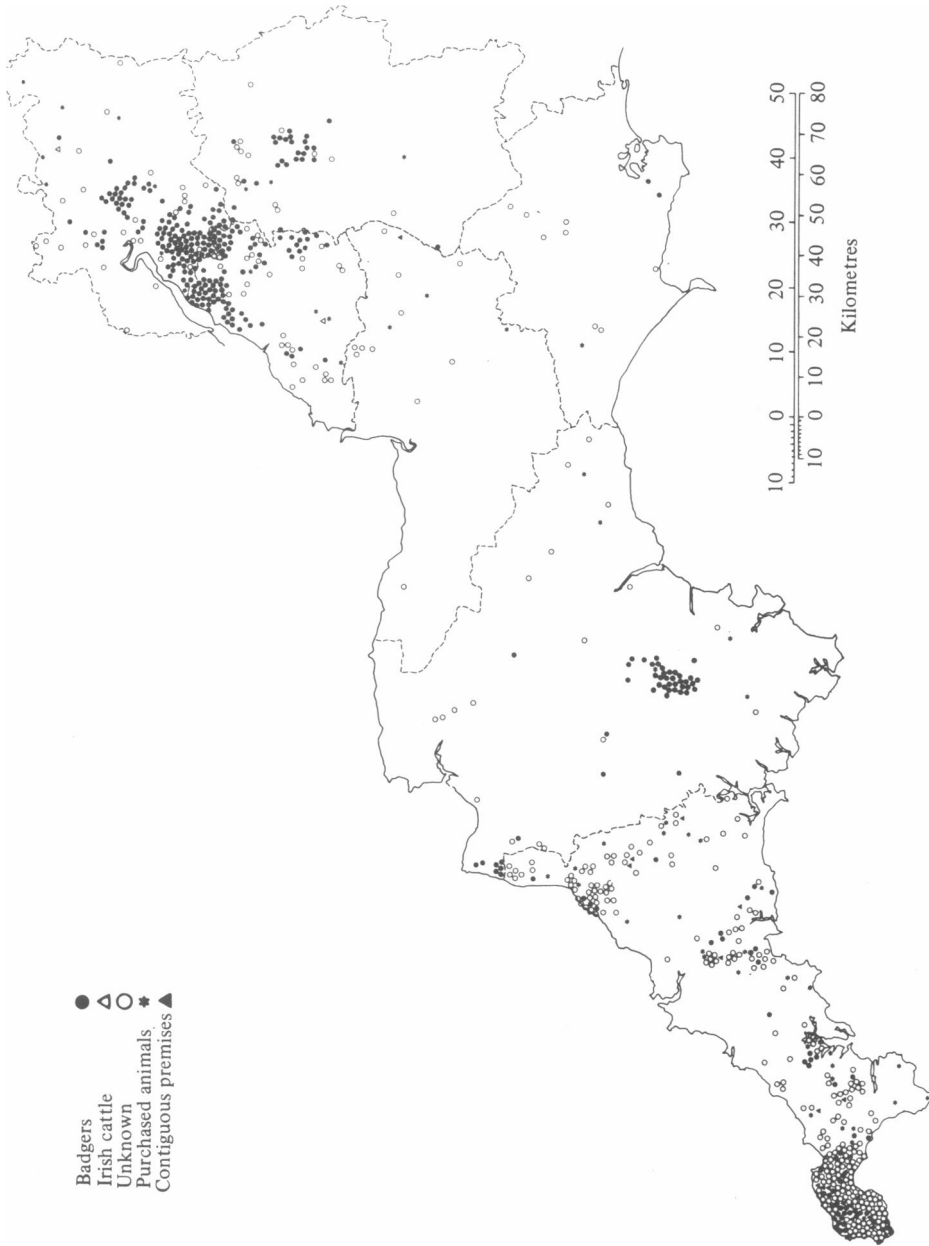 Badgers
Irish cattle
Unknown
Purchased animals
Contiguous premises
10 0 10 20 30 40 50
10 0 10 20 30 40 50 60 70 80
Kilometres